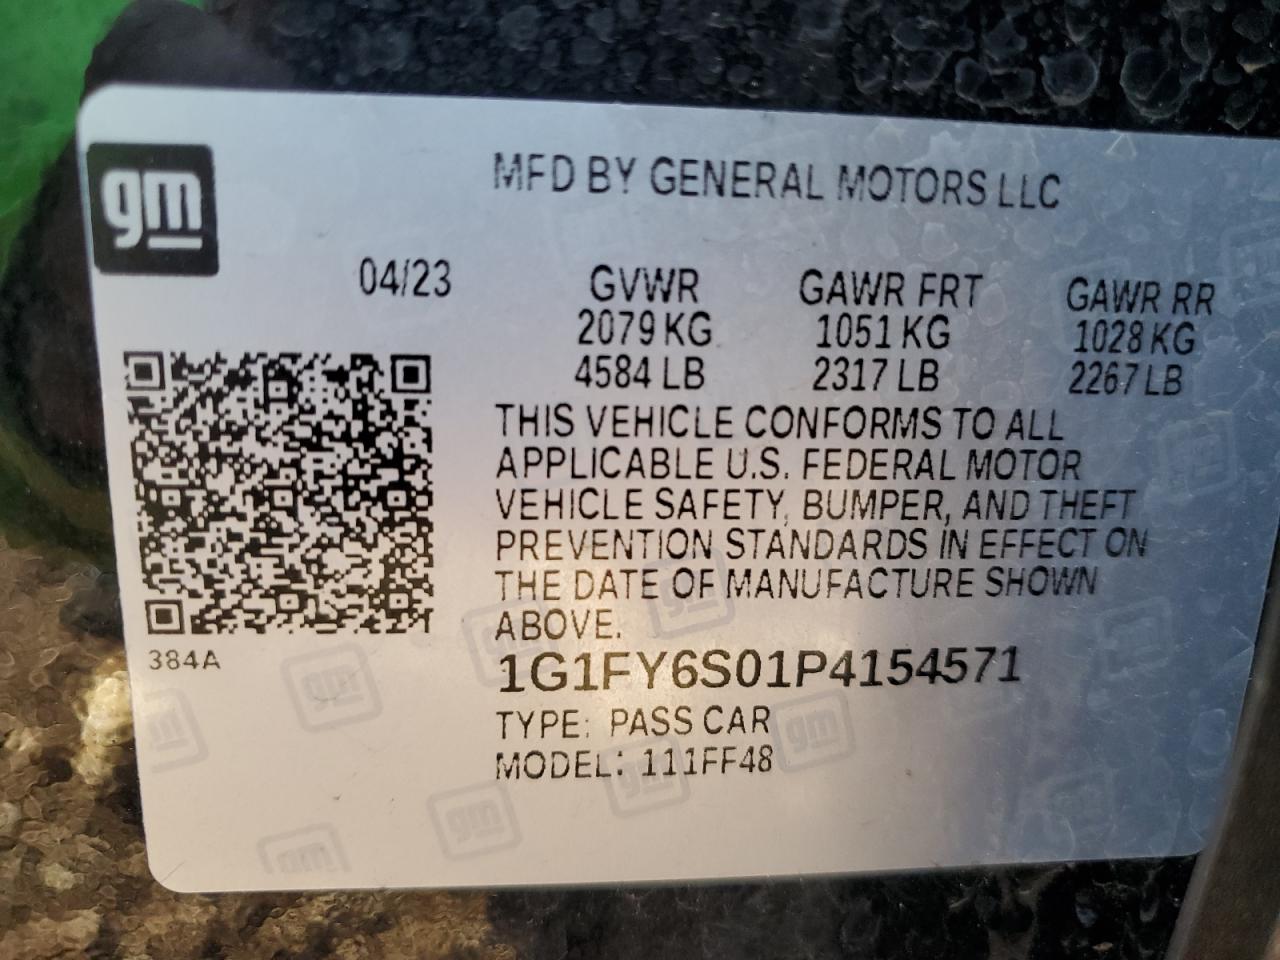 gm
MFD BY GENERAL MOTORS LLC
04/23
GVWR GAWR FRT GAWR RR
2079 KG 1051 KG 1028 KG
4584 LB 2317 LB 2267 LB
THIS VEHICLE CONFORMS TO ALL
APPLICABLE U.S. FEDERAL MOTOR
VEHICLE SAFETY, BUMPER, AND THEFT
PREVENTION STANDARDS IN EFFECT ON
THE DATE OF MANUFACTURE SHOWN
ABOVE.
384A
1G1FY6S01P4154571
TYPE: PASS CAR
MODEL: 111FF48